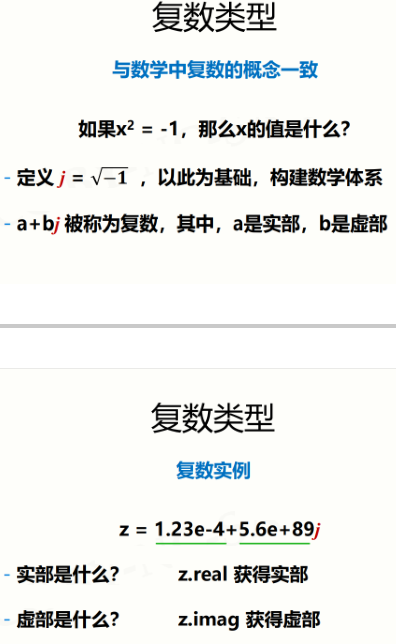 复数类型
与数学中复数的概念一致
如果x² = -1，那么x的值是什么？
- 定义 j = √-1 ，以此为基础，构建数学体系
- a+bj 被称为复数，其中，a是实部，b是虚部
复数类型
复数实例
z = 1.23e-4+5.6e+89j
- 实部是什么？ z.real 获得实部
- 虚部是什么？ z.imag 获得虚部